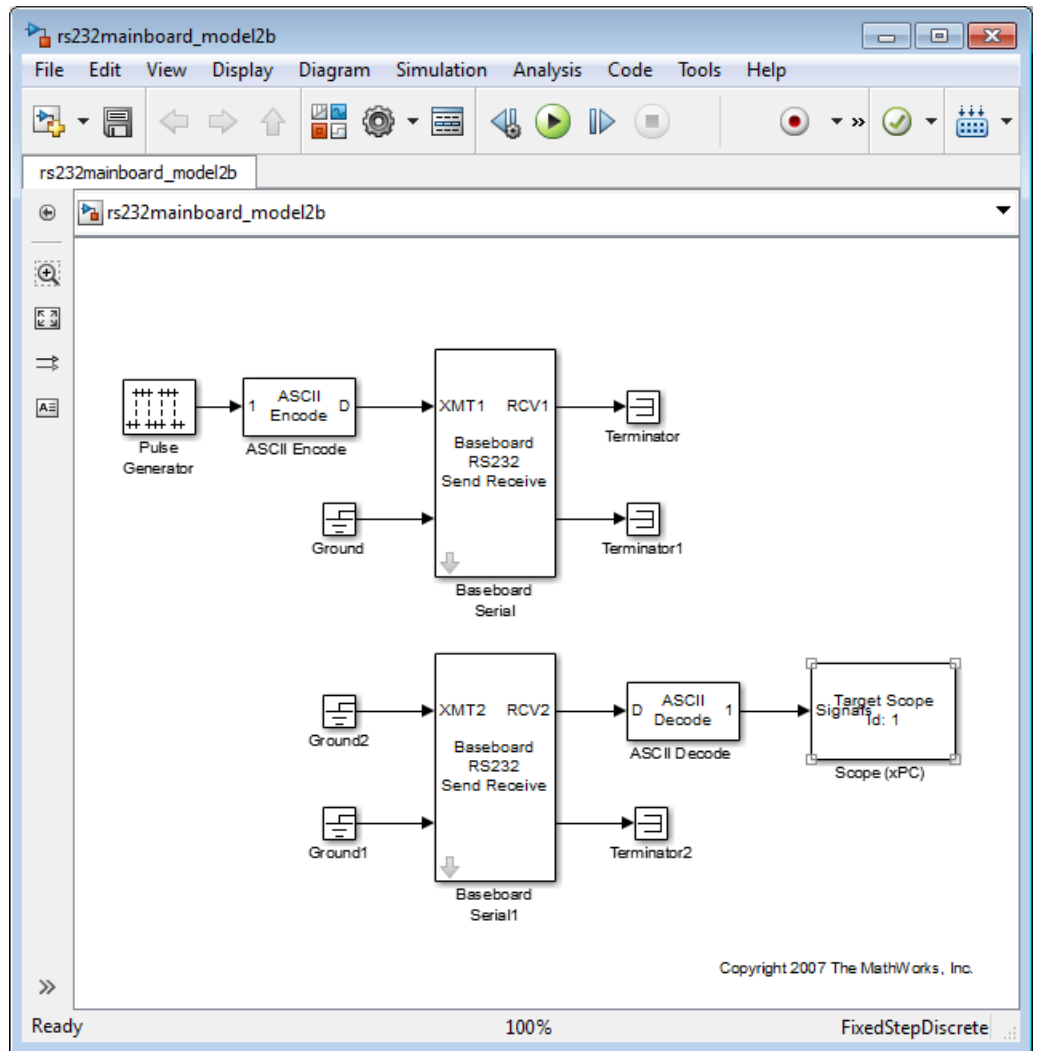 rs232mainboard_model2b
File Edit View Display Diagram Simulation Analysis Code Tools Help
rs232mainboard_model2b
rs232mainboard_model2b
Pulse
Generator
1 ASCII Encode D
ASCII Encode
XMT1 RCV1
Baseboard
RS232
Send Receive
Baseboard
Serial
Terminator
Ground
Terminator1
Ground2
XMT2 RCV2
Baseboard
RS232
Send Receive
Baseboard
Serial1
D ASCII Decode 1
ASCII Decode
Signals
Target Scope
Id: 1
Scope (xPC)
Ground1
Terminator2
Copyright 2007 The MathWorks, Inc.
Ready 100% FixedStepDiscrete